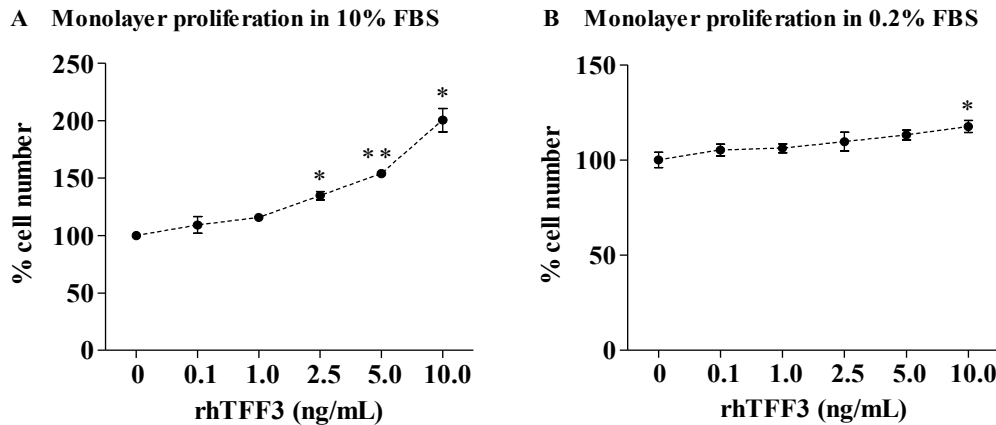 A Monolayer proliferation in 10% FBS
250
200
150
100
50
0
% cell number
*
* *
*
0 0.1 1.0 2.5 5.0 10.0
rhTFF3 (ng/mL)
B Monolayer proliferation in 0.2% FBS
150
100
50
0
% cell number
*
0 0.1 1.0 2.5 5.0 10.0
rhTFF3 (ng/mL)